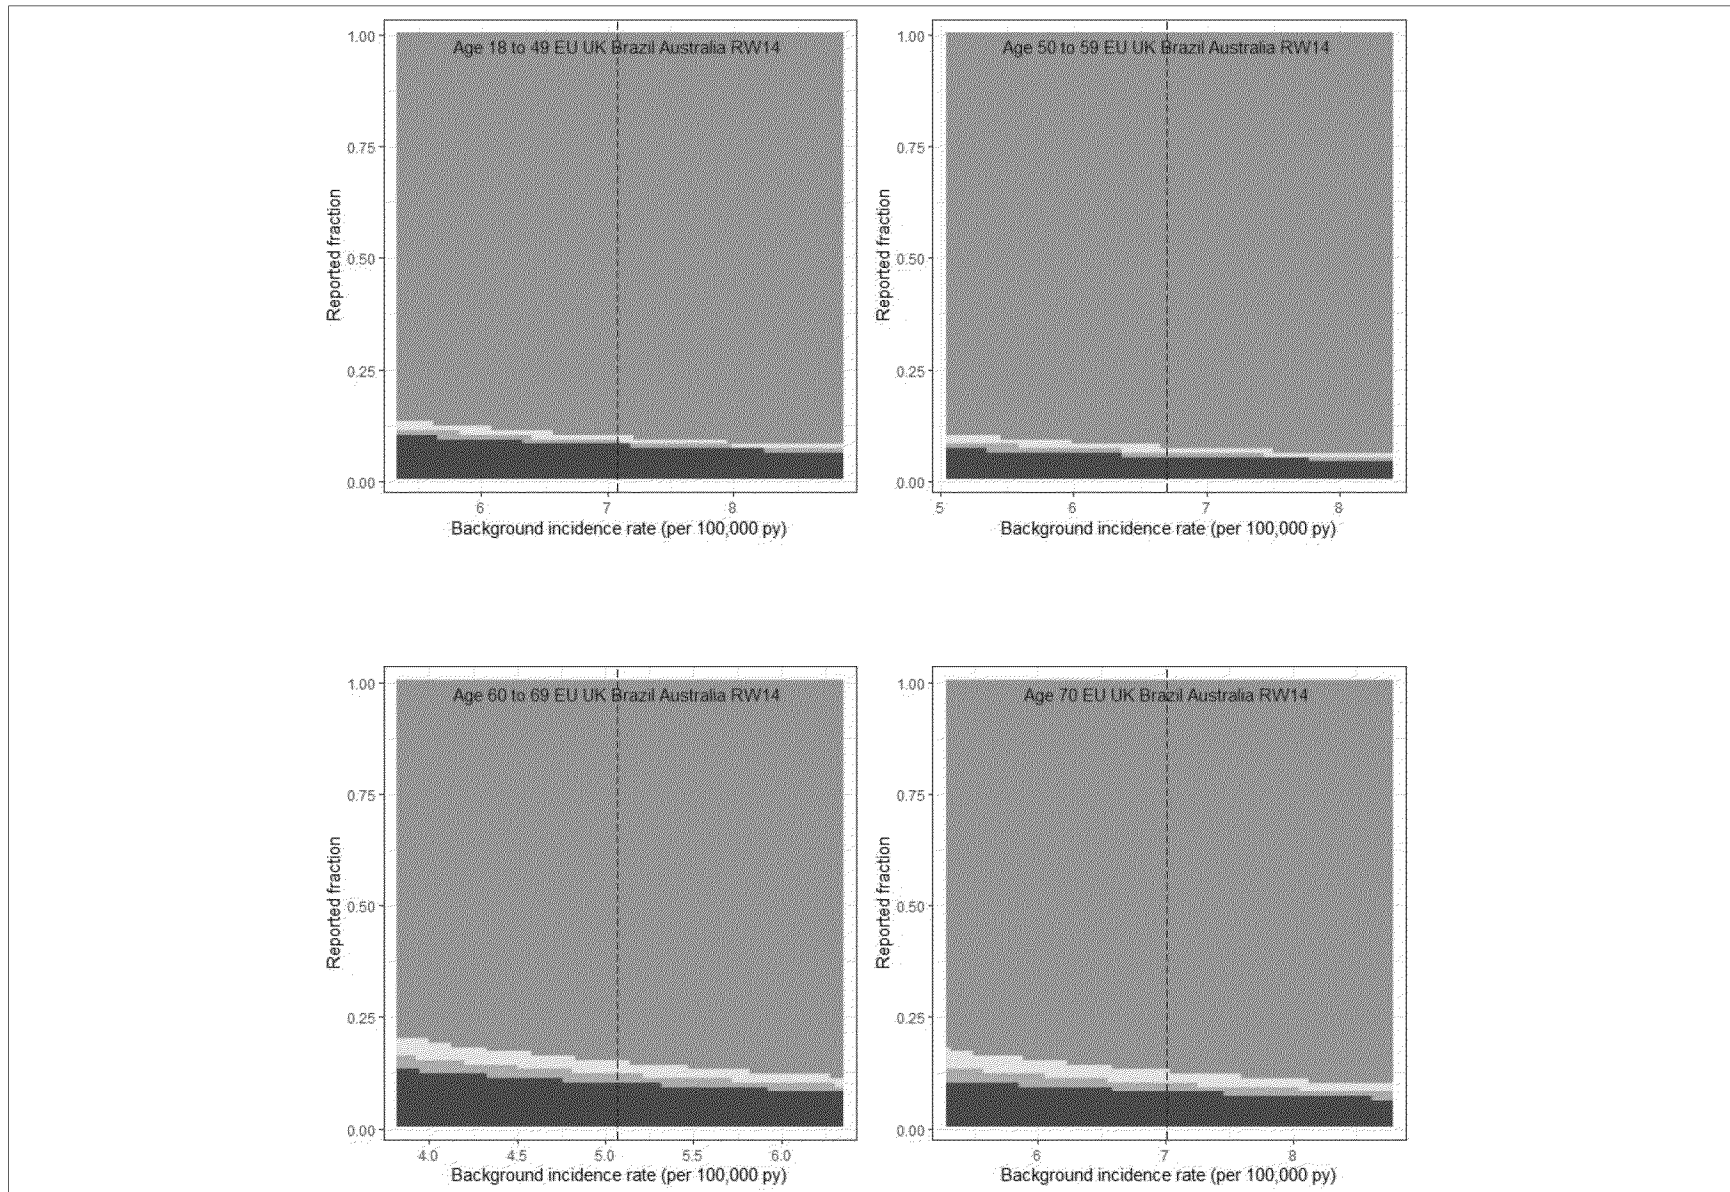 Age 18 to 49 EU UK Brazil Australia RW14
1.00
0.75
0.50
0.25
0.00
Reported fraction
6
7
8
Background incidence rate (per 100,000 py)
Age 50 to 59 EU UK Brazil Australia RW14
1.00
0.75
0.50
0.25
0.00
Reported fraction
5
6
7
8
Background incidence rate (per 100,000 py)
Age 60 to 69 EU UK Brazil Australia RW14
1.00
0.75
0.50
0.25
0.00
Reported fraction
4.0
4.5
5.0
5.5
6.0
Background incidence rate (per 100,000 py)
Age 70 EU UK Brazil Australia RW14
1.00
0.75
0.50
0.25
0.00
Reported fraction
6
7
8
Background incidence rate (per 100,000 py)